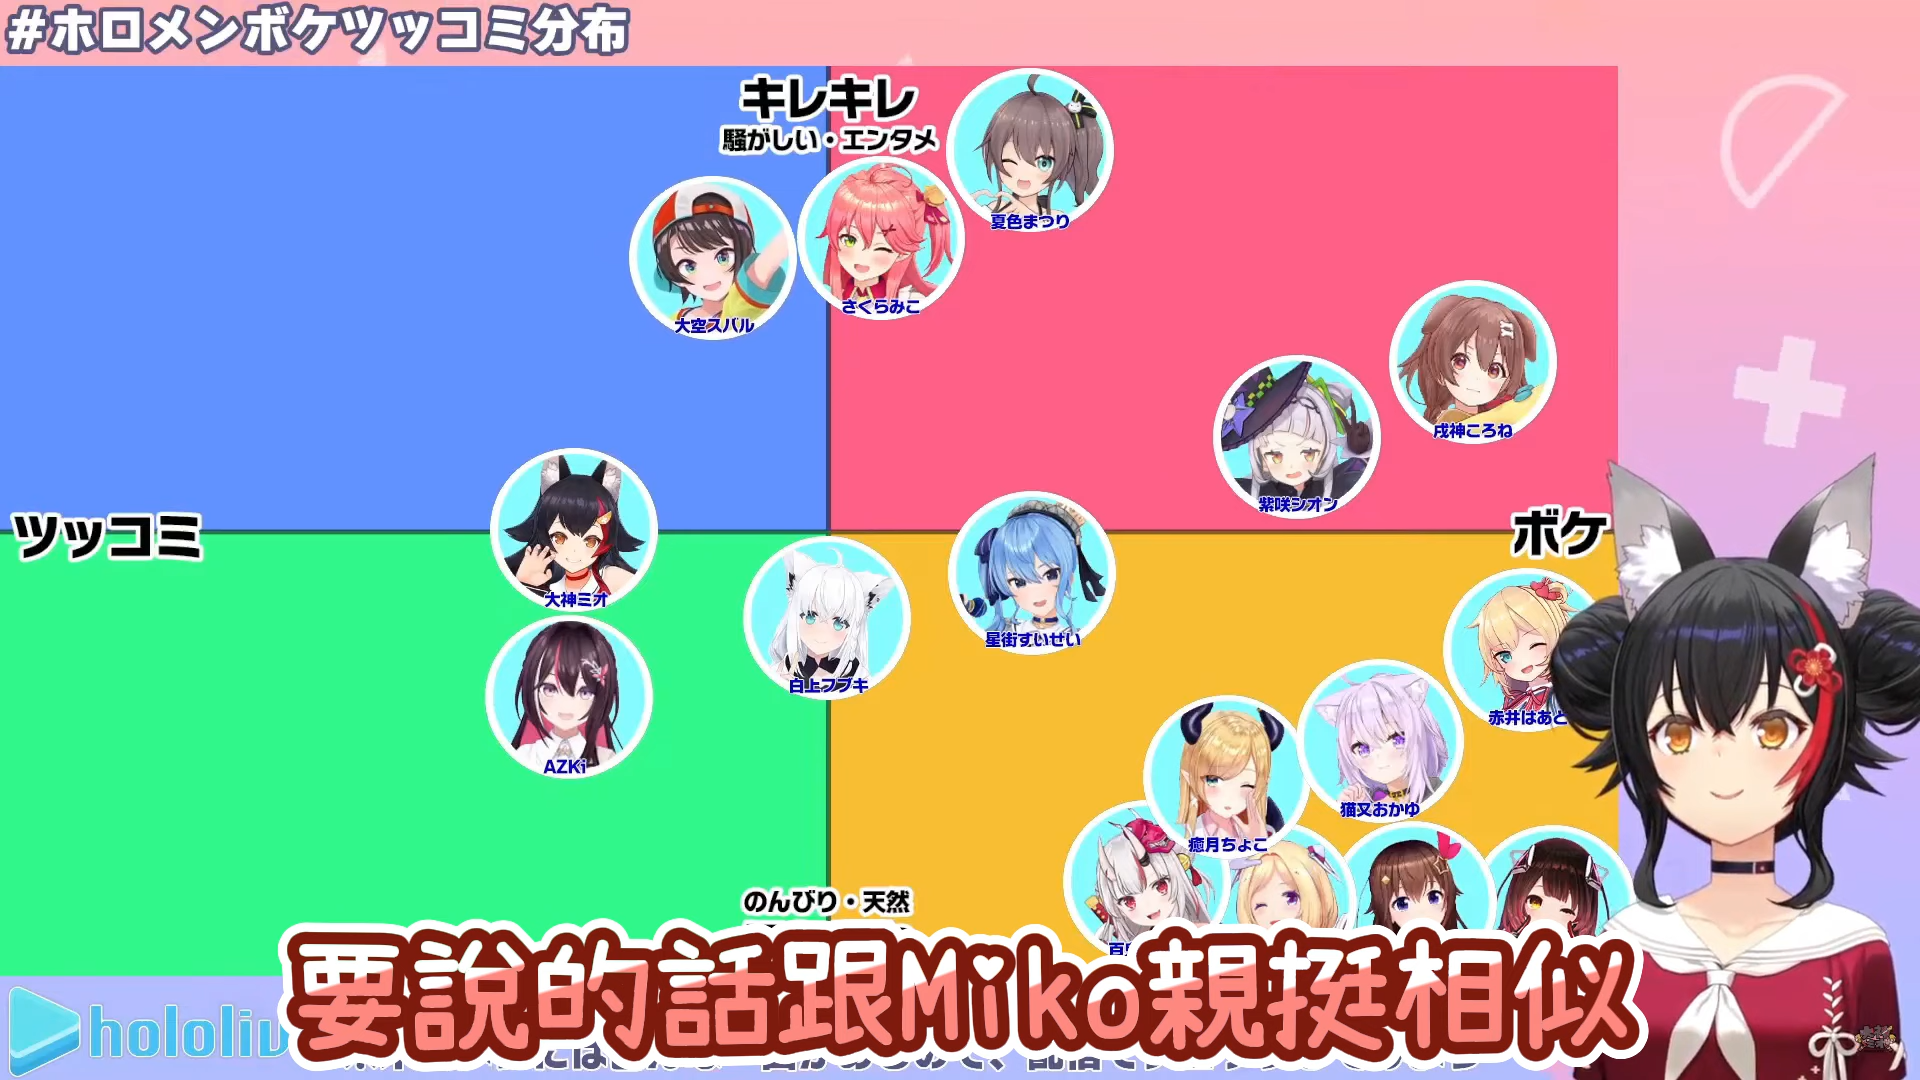 #ホロメンボケツッコミ分布
キレキレ
騒がしい・エンタメ
夏色まつり
さくらみこ
大空スバル
戌神ころね
紫咲シオン
ツッコミ
ボケ
大神ミオ
星街すいせい
白上フブキ
赤井はあと
AZKi
猫又おかゆ
癒月ちょこ
のんびり・天然
要說的話跟Miko親挺相似
hololiv